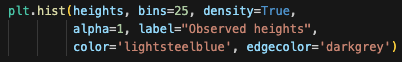 plt.hist(heights, bins=25, density=True,
alpha=1, label="Observed heights",
color='lightsteelblue', edgecolor='darkgrey')